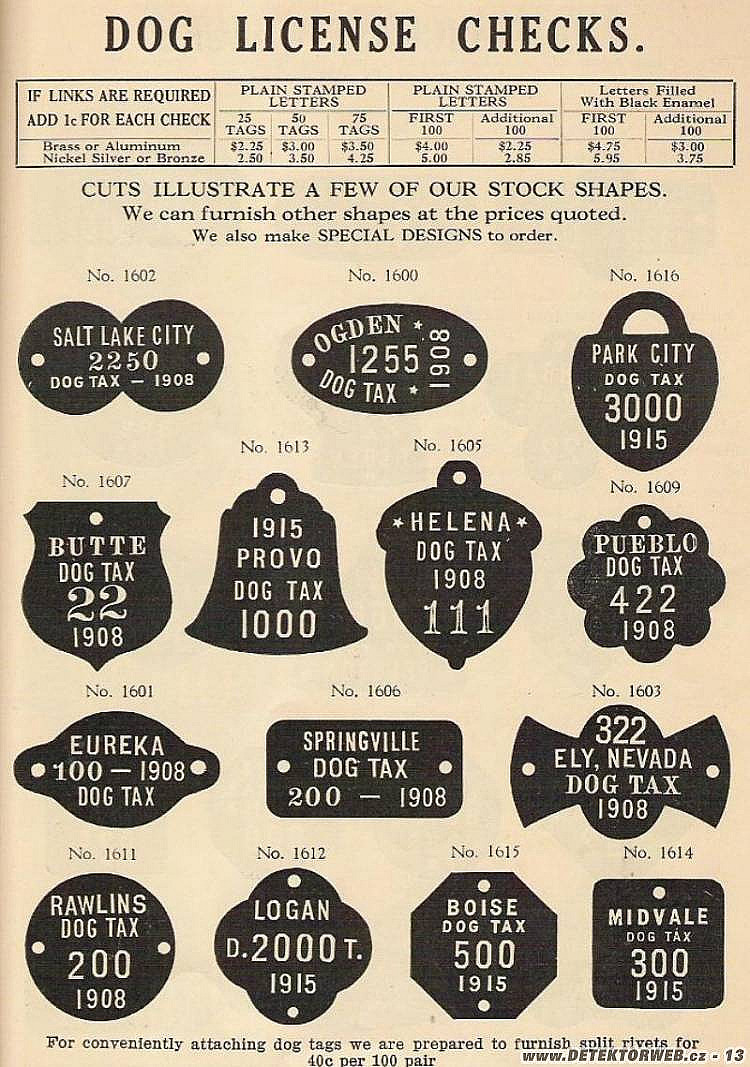 DOG LICENSE CHECKS.
IF LINKS ARE REQUIRED
ADD 1c FOR EACH CHECK
PLAIN STAMPED
LETTERS
PLAIN STAMPED
LETTERS
Letters Filled
With Black Enamel
25
TAGS
50
TAGS
75
TAGS
FIRST
100
Additional
100
FIRST
100
Additional
100
Brass or Aluminum $2.25 $3.00 $3.50 $4.00 $2.25 $4.75 $3.00
Nickel Silver or Bronze 2.50 3.50 4.25 5.00 2.85 5.95 3.75
CUTS ILLUSTRATE A FEW OF OUR STOCK SHAPES.
We can furnish other shapes at the prices quoted.
We also make SPECIAL DESIGNS to order.
No. 1602
SALT LAKE CITY
2250
DOG TAX — 1908
No. 1600
OGDEN ★
1255
DOG TAX ★
1908
No. 1616
PARK CITY
DOG TAX
3000
1915
No. 1607
BUTTE
DOG TAX
22
1908
No. 1613
1915
PROVO
DOG TAX
1000
No. 1605
★ HELENA ★
DOG TAX
1908
111
No. 1609
PUEBLO
DOG TAX
422
1908
No. 1601
EUREKA
100 — 1908
DOG TAX
No. 1606
SPRINGVILLE
DOG TAX
200 — 1908
No. 1603
322
ELY, NEVADA
DOG TAX
1908
No. 1611
RAWLINS
DOG TAX
200
1908
No. 1612
LOGAN
D. 2000 T.
1915
No. 1615
BOISE
DOG TAX
500
1915
No. 1614
MIDVALE
DOG TAX
300
1915
For conveniently attaching dog tags we are prepared to furnish split rivets for
40c per 100 pair
www.DETEKTORWEB.cz - 13